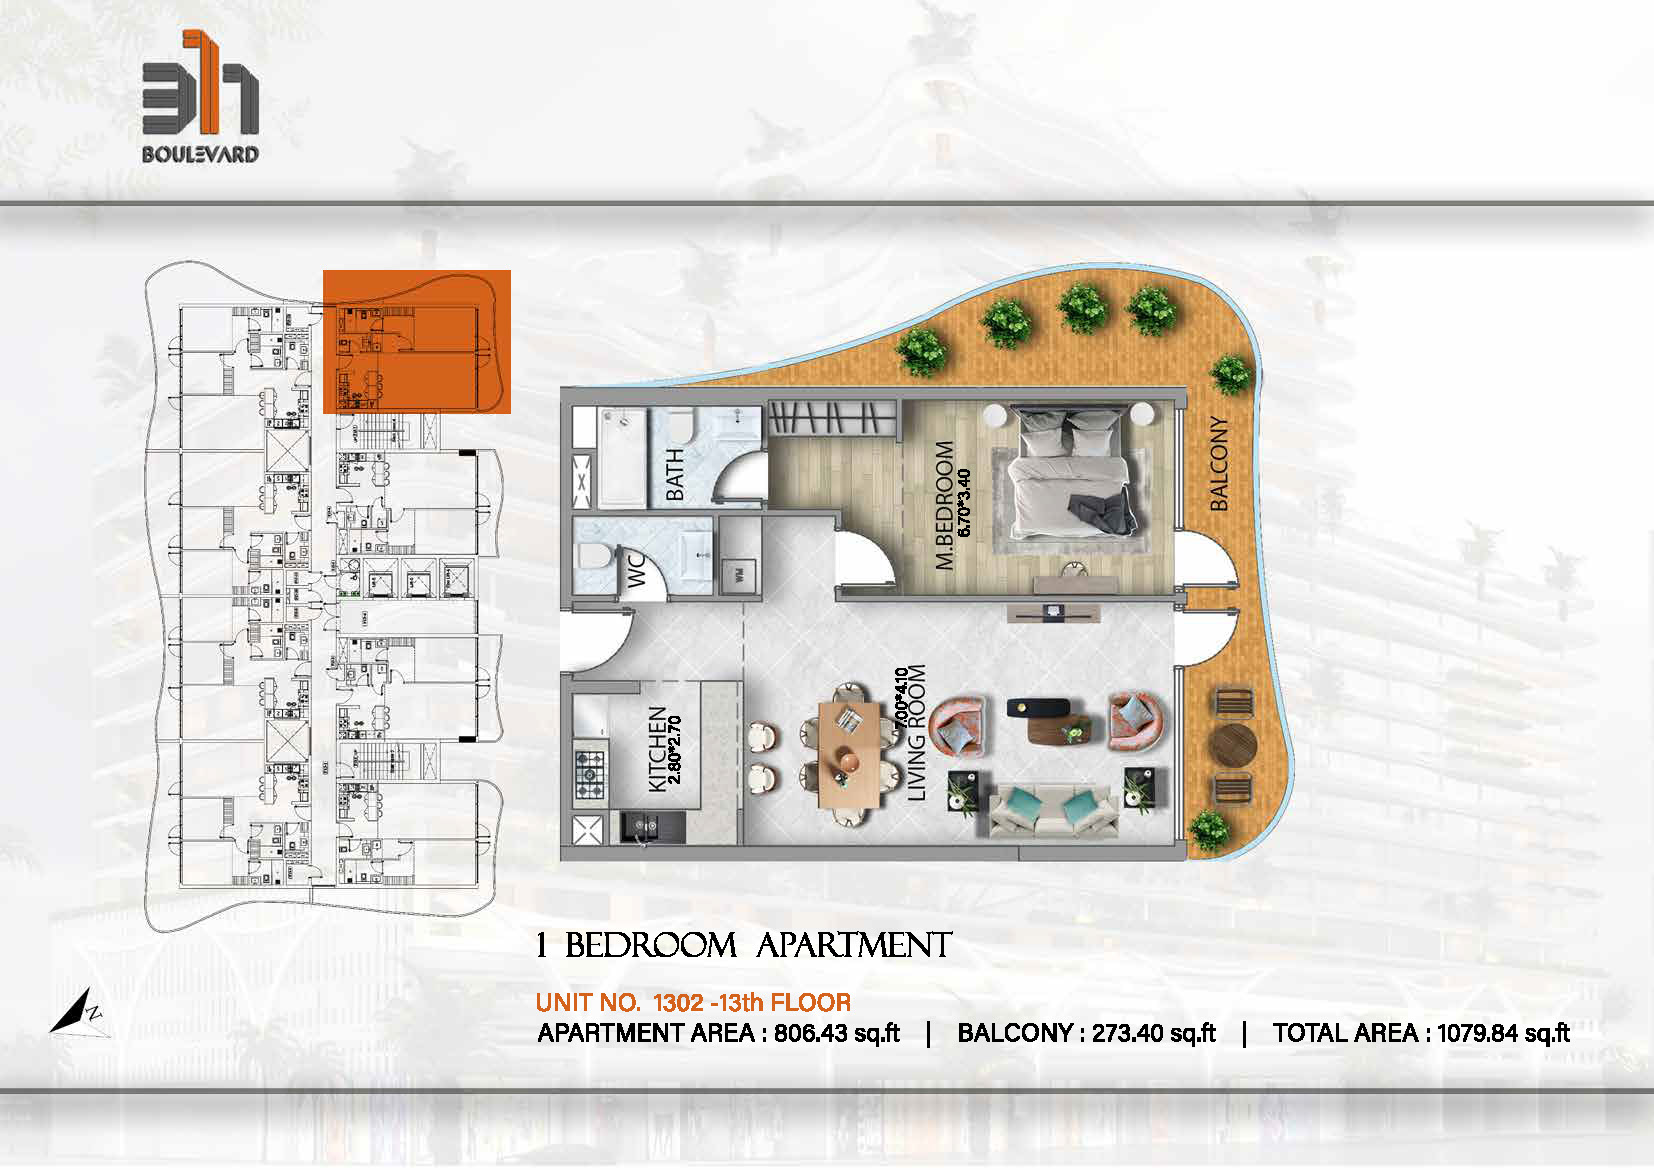 311
BOULEVARD
BATH
WC
MW
M.BEDROOM
6.70*3.40
BALCONY
KITCHEN
2.80*2.70
7.00*4.10
LIVING ROOM
N
1 BEDROOM APARTMENT
UNIT NO. 1302 -13th FLOOR
APARTMENT AREA : 806.43 sq.ft | BALCONY : 273.40 sq.ft | TOTAL AREA : 1079.84 sq.ft